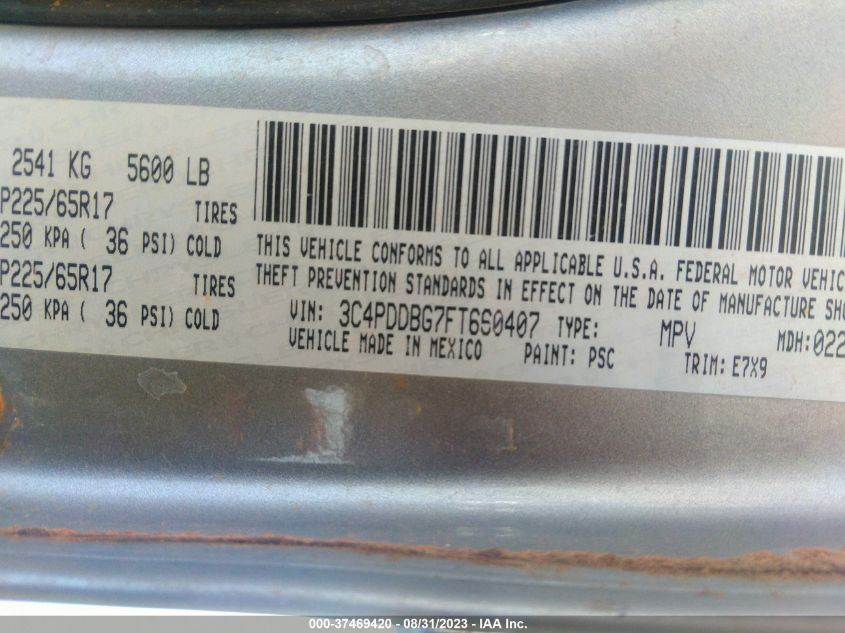 2541 KG 5600 LB
P225/65R17 TIRES
250 KPA ( 36 PSI) COLD
P225/65R17 TIRES
250 KPA ( 36 PSI) COLD
THIS VEHICLE CONFORMS TO ALL APPLICABLE U.S.A. FEDERAL MOTOR VEHIC
THEFT PREVENTION STANDARDS IN EFFECT ON THE DATE OF MANUFACTURE SHO
VIN: 3C4PDDBG7FT660407 TYPE: MPV MDH:022
VEHICLE MADE IN MEXICO PAINT: PSC TRIM: E7X9
000-37469420 - 08/31/2023 - IAA Inc.